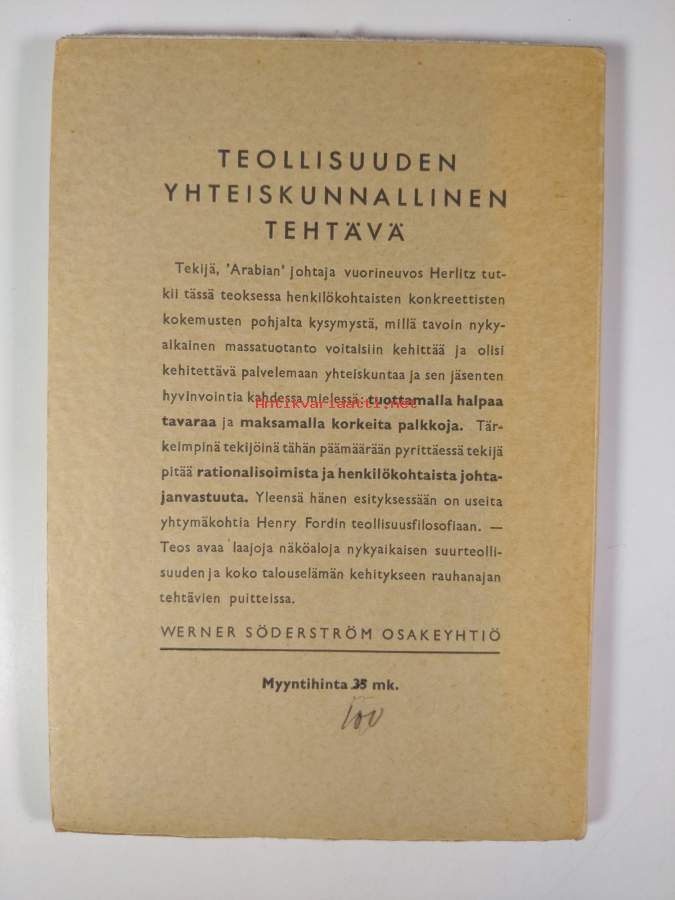 TEOLLISUUDEN
YHTEISKUNNALLINEN
TEHTÄVÄ
Tekijä, 'Arabian' johtaja vuorineuvos Herlitz tut-
kii tässä teoksessa henkilökohtaisten konkreettisten
kokemusten pohjalta kysymystä, millä tavoin nyky-
aikainen massatuotanto voitaisiin kehittää ja olisi
kehitettävä palvelemaan yhteiskuntaa ja sen jäsenten
hyvinvointia kahdessa mielessä: tuottamalla halpaa
Antikvariaatti.net
tavaraa ja maksamalla korkeita palkkoja. Tär-
keimpinä tekijöinä tähän päämäärään pyrittäessä tekijä
pitää rationalisoimista ja henkilökohtaista johta-
janvastuuta. Yleensä hänen esityksessään on useita
yhtymäkohtia Henry Fordin teollisuusfilosofiaan. —
Teos avaa laajoja näköaloja nykyaikaisen suurteolli-
suuden ja koko talouselämän kehitykseen rauhanajan
tehtävien puitteissa.
WERNER SÖDERSTRÖM OSAKEYHTIÖ
Myyntihinta 35 mk.
100